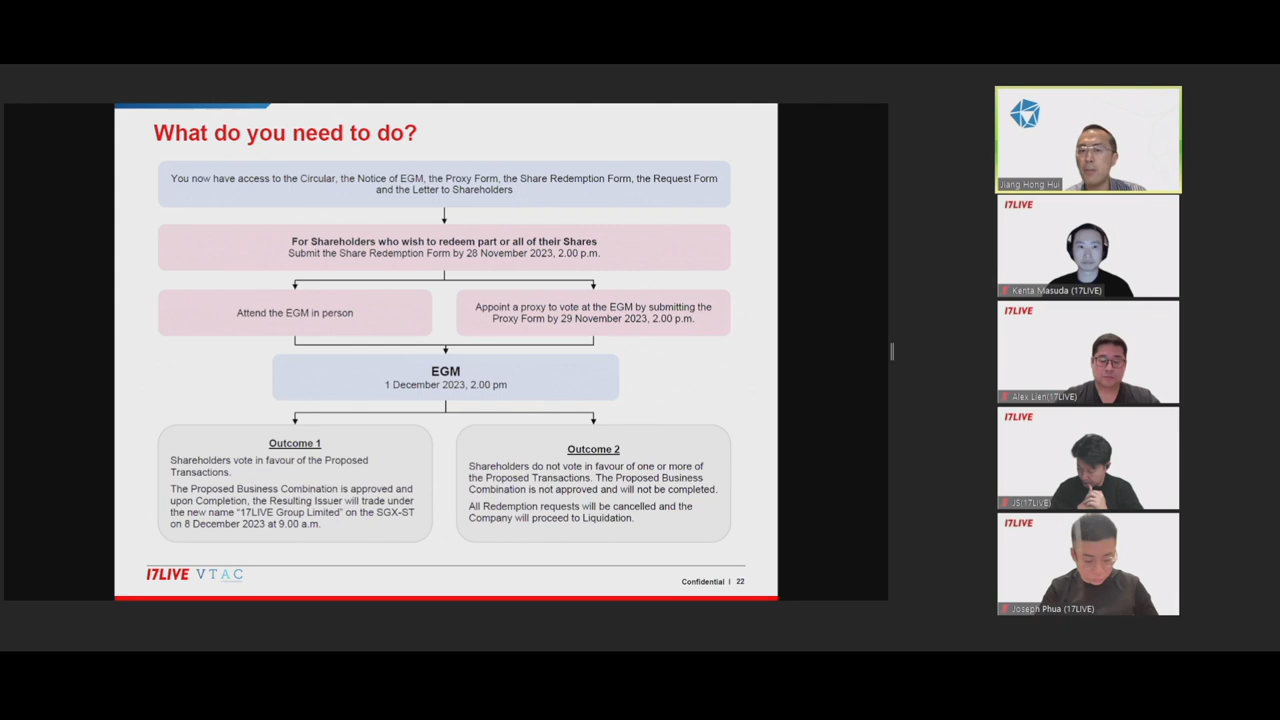 What do you need to do?
You now have access to the Circular, the Notice of EGM, the Proxy Form, the Share Redemption Form, the Request Form
and the Letter to Shareholders
For Shareholders who wish to redeem part or all of their Shares
Submit the Share Redemption Form by 28 November 2023, 2.00 p.m.
Attend the EGM in person
Appoint a proxy to vote at the EGM by submitting the
Proxy Form by 29 November 2023, 2.00 p.m.
EGM
1 December 2023, 2.00 pm
Outcome 1
Shareholders vote in favour of the Proposed
Transactions.
The Proposed Business Combination is approved and
upon Completion, the Resulting Issuer will trade under
the new name “17LIVE Group Limited” on the SGX-ST
on 8 December 2023 at 9.00 a.m.
Outcome 2
Shareholders do not vote in favour of one or more of
the Proposed Transactions. The Proposed Business
Combination is not approved and will not be completed.
All Redemption requests will be cancelled and the
Company will proceed to Liquidation.
17LIVE VTAC
Confidential | 22
Jiang Hong Hui
17LIVE
Kenta Masuda (17LIVE)
17LIVE
Alex Lien(17LIVE)
17LIVE
JS(17LIVE)
17LIVE
Joseph Phua (17LIVE)